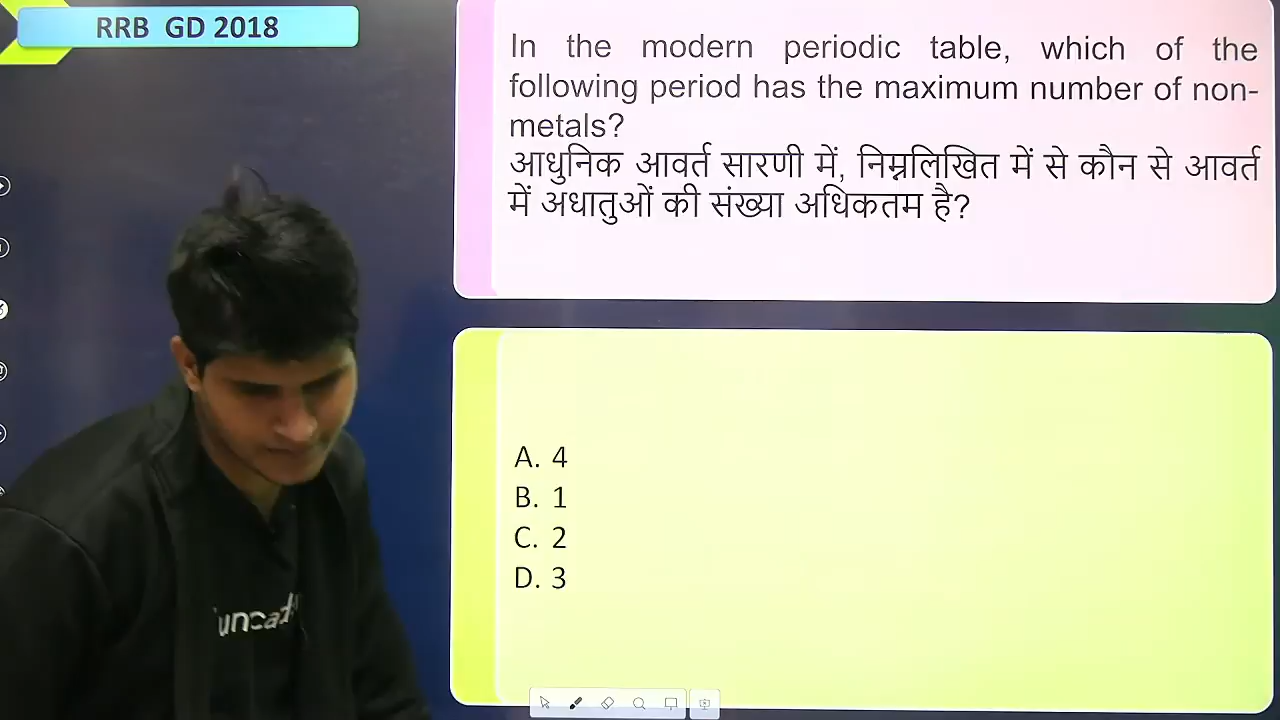 RRB GD 2018
In the modern periodic table, which of the
following period has the maximum number of non-
metals?
आधुनिक आवर्त सारणी में, निम्नलिखित में से कौन से आवर्त
में अधातुओं की संख्या अधिकतम है?
A. 4
B. 1
C. 2
D. 3